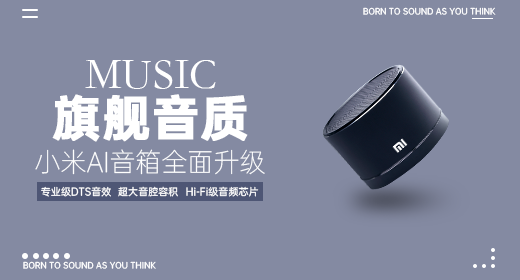 BORN TO SOUND AS YOU THINK
MUSIC
旗舰音质
小米AI音箱全面升级
专业级DTS音效 超大音腔容积 Hi-Fi级音频芯片
MI
BORN TO SOUND AS YOU THINK